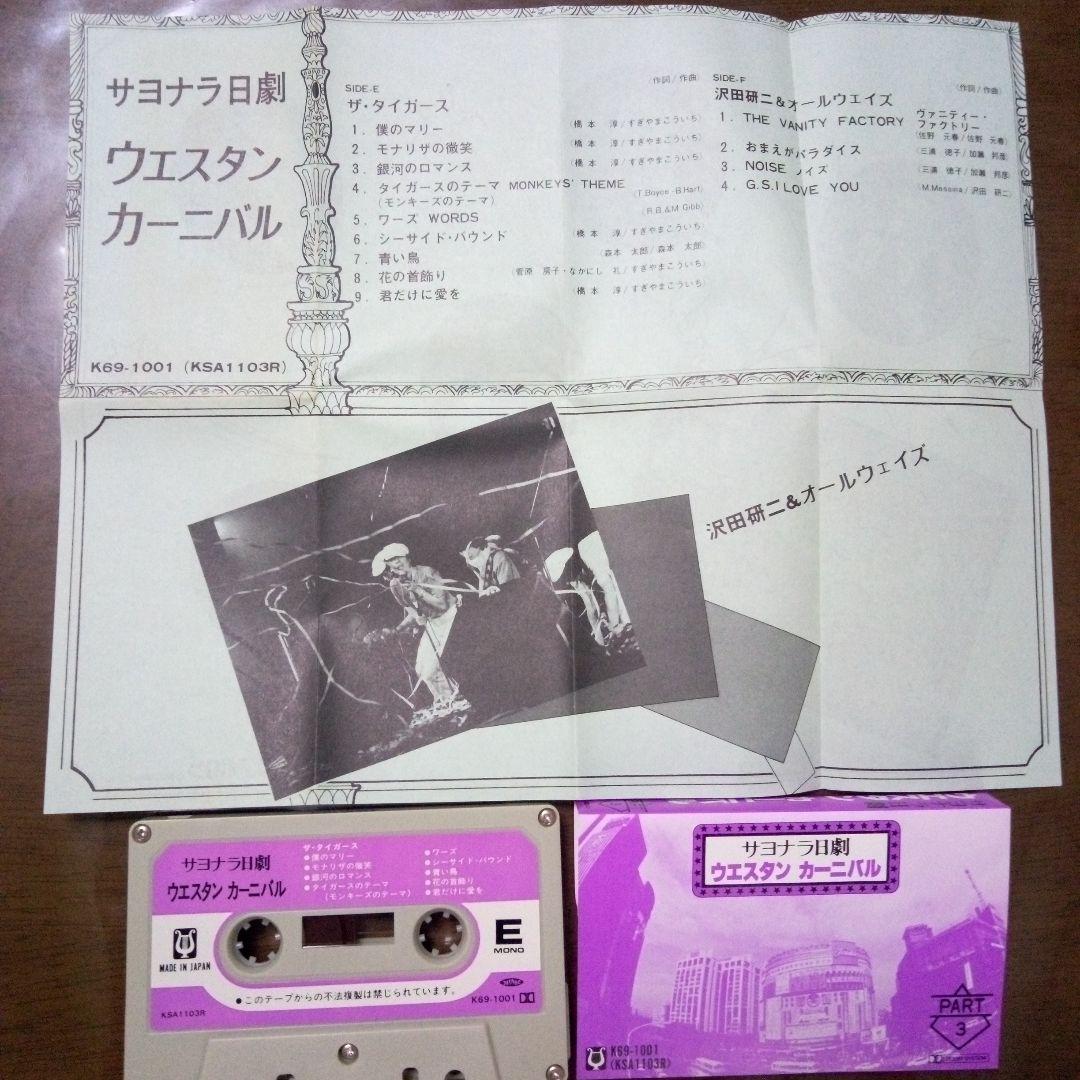 サヨナラ日劇
ウエスタン
カーニバル
K69-1001 (KSA1103R)
SIDE-E
(作詞/作曲)
ザ・タイガース
1. 僕のマリー (橋本 淳/すぎやまこういち)
2. モナリザの微笑 (橋本 淳/すぎやまこういち)
3. 銀河のロマンス (橋本 淳/すぎやまこういち)
4. タイガースのテーマ MONKEYS' THEME (T.Boyce-B.Hart)
(モンキーズのテーマ)
5. ワーズ WORDS (R.B.&M.Gibb)
6. シーサイド・バウンド (橋本 淳/すぎやまこういち)
7. 青い鳥 (森本 太郎/森本 太郎)
8. 花の首飾り (菅原 房子・なかにし 礼/すぎやまこういち)
9. 君だけに愛を (橋本 淳/すぎやまこういち)
SIDE-F
(作詞/作曲)
沢田研二&オールウェイズ
1. THE VANITY FACTORY ヴァニティー・
ファクトリー
(佐野 元春/佐野 元春)
2. おまえがパラダイス (三浦 徳子/加瀬 邦彦)
3. NOISE ノイズ (三浦 徳子/加瀬 邦彦)
4. G.S.I LOVE YOU (M.Massina/沢田 研二)
沢田研二&オールウェイズ
サヨナラ日劇
ウエスタン カーニバル
ザ・タイガース
●僕のマリー
●モナリザの微笑
●銀河のロマンス
●タイガースのテーマ
(モンキーズのテーマ)
●ワーズ
●シーサイド・バウンド
●青い鳥
●花の首飾り
●君だけに愛を
MADE IN JAPAN
E
MONO
●このテープからの不法複製は禁じられています。
KSA1103R
K69-1001
サヨナラ日劇
ウエスタン カーニバル
PART
3
K69-1001
(KSA1103R)